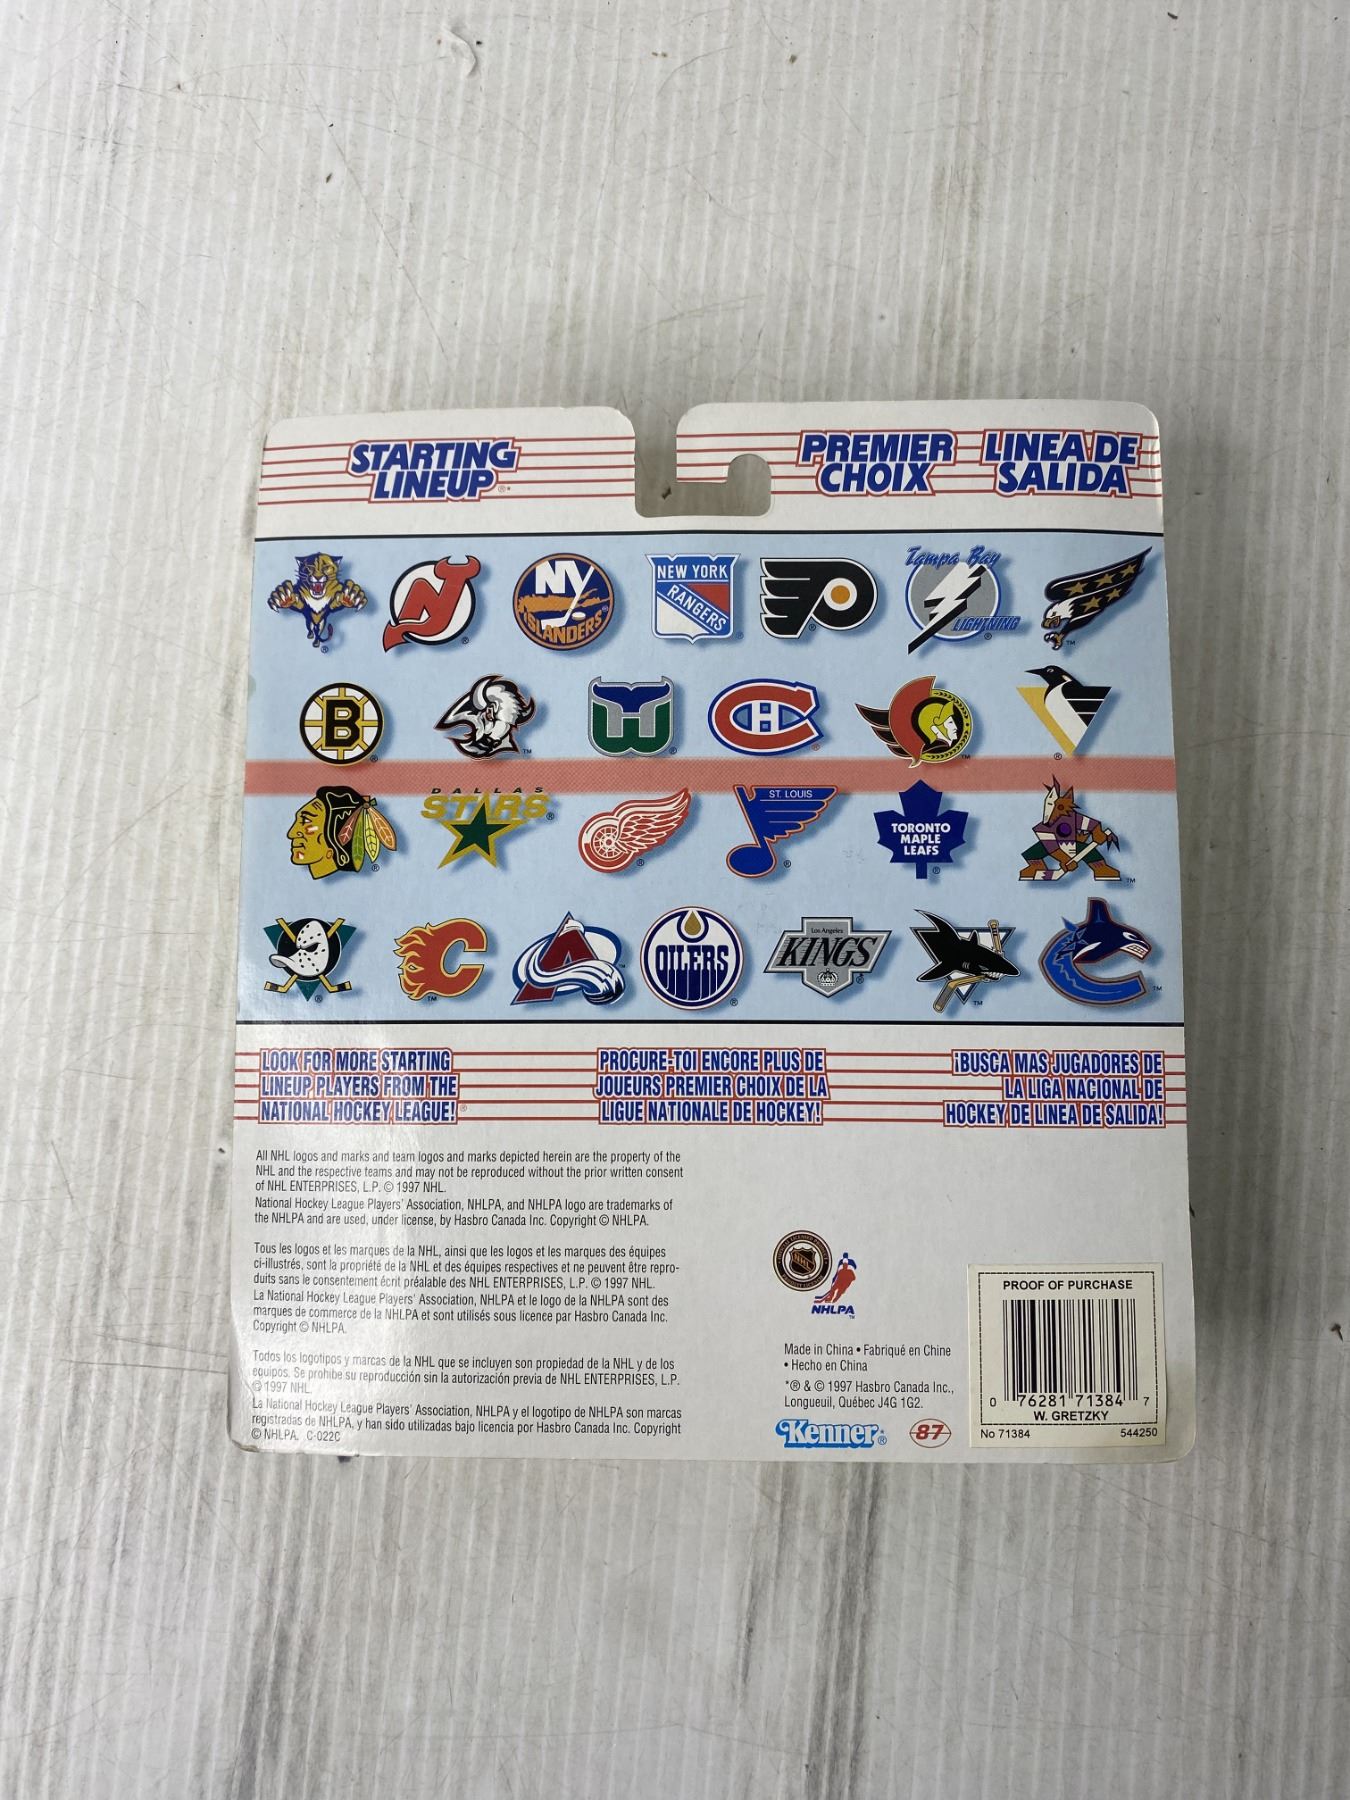 STARTING
LINEUP®*
PREMIER
CHOIX
LINEA DE
SALIDA
NY
ISLANDERS
NEW YORK
RANGERS
Tampa Bay
LIGHTNING
B
CH
DALLAS
STARS
ST. LOUIS
TORONTO
MAPLE
LEAFS
C
A
OILERS
Los Angeles
KINGS
LOOK FOR MORE STARTING
LINEUP PLAYERS FROM THE
NATIONAL HOCKEY LEAGUE!®
PROCURE-TOI ENCORE PLUS DE
JOUEURS PREMIER CHOIX DE LA
LIGUE NATIONALE DE HOCKEY!
¡BUSCA MAS JUGADORES DE
LA LIGA NACIONAL DE
HOCKEY DE LINEA DE SALIDA!
All NHL logos and marks and team logos and marks depicted herein are the property of the
NHL and the respective teams and may not be reproduced without the prior written consent
of NHL ENTERPRISES, L.P. © 1997 NHL.
National Hockey League Players' Association, NHLPA, and NHLPA logo are trademarks of
the NHLPA and are used, under license, by Hasbro Canada Inc. Copyright © NHLPA.
Tous les logos et les marques de la NHL, ainsi que les logos et les marques des équipes
ci-illustrés, sont la propriété de la NHL et des équipes respectives et ne peuvent être repro-
duits sans le consentement écrit préalable des NHL ENTERPRISES, L.P. © 1997 NHL.
La National Hockey League Players' Association, NHLPA et le logo de la NHLPA sont des
marques de commerce de la NHLPA et sont utilisés sous licence par Hasbro Canada Inc.
Copyright © NHLPA.
Todos los logotipos y marcas de la NHL que se incluyen son propiedad de la NHL y de los
equipos. Se prohibe su reproducción sin la autorización previa de NHL ENTERPRISES, L.P.
© 1997 NHL.
La National Hockey League Players' Association, NHLPA y el logotipo de NHLPA son marcas
registradas de NHLPA, y han sido utilizadas bajo licencia por Hasbro Canada Inc. Copyright
© NHLPA. C-022C
NHL
NHLPA
Made in China • Fabriqué en Chine
• Hecho en China
*® & © 1997 Hasbro Canada Inc.,
Longueuil, Québec J4G 1G2.
Kenner®
87
PROOF OF PURCHASE
0 76281 71384 7
W. GRETZKY
No 71384 544250